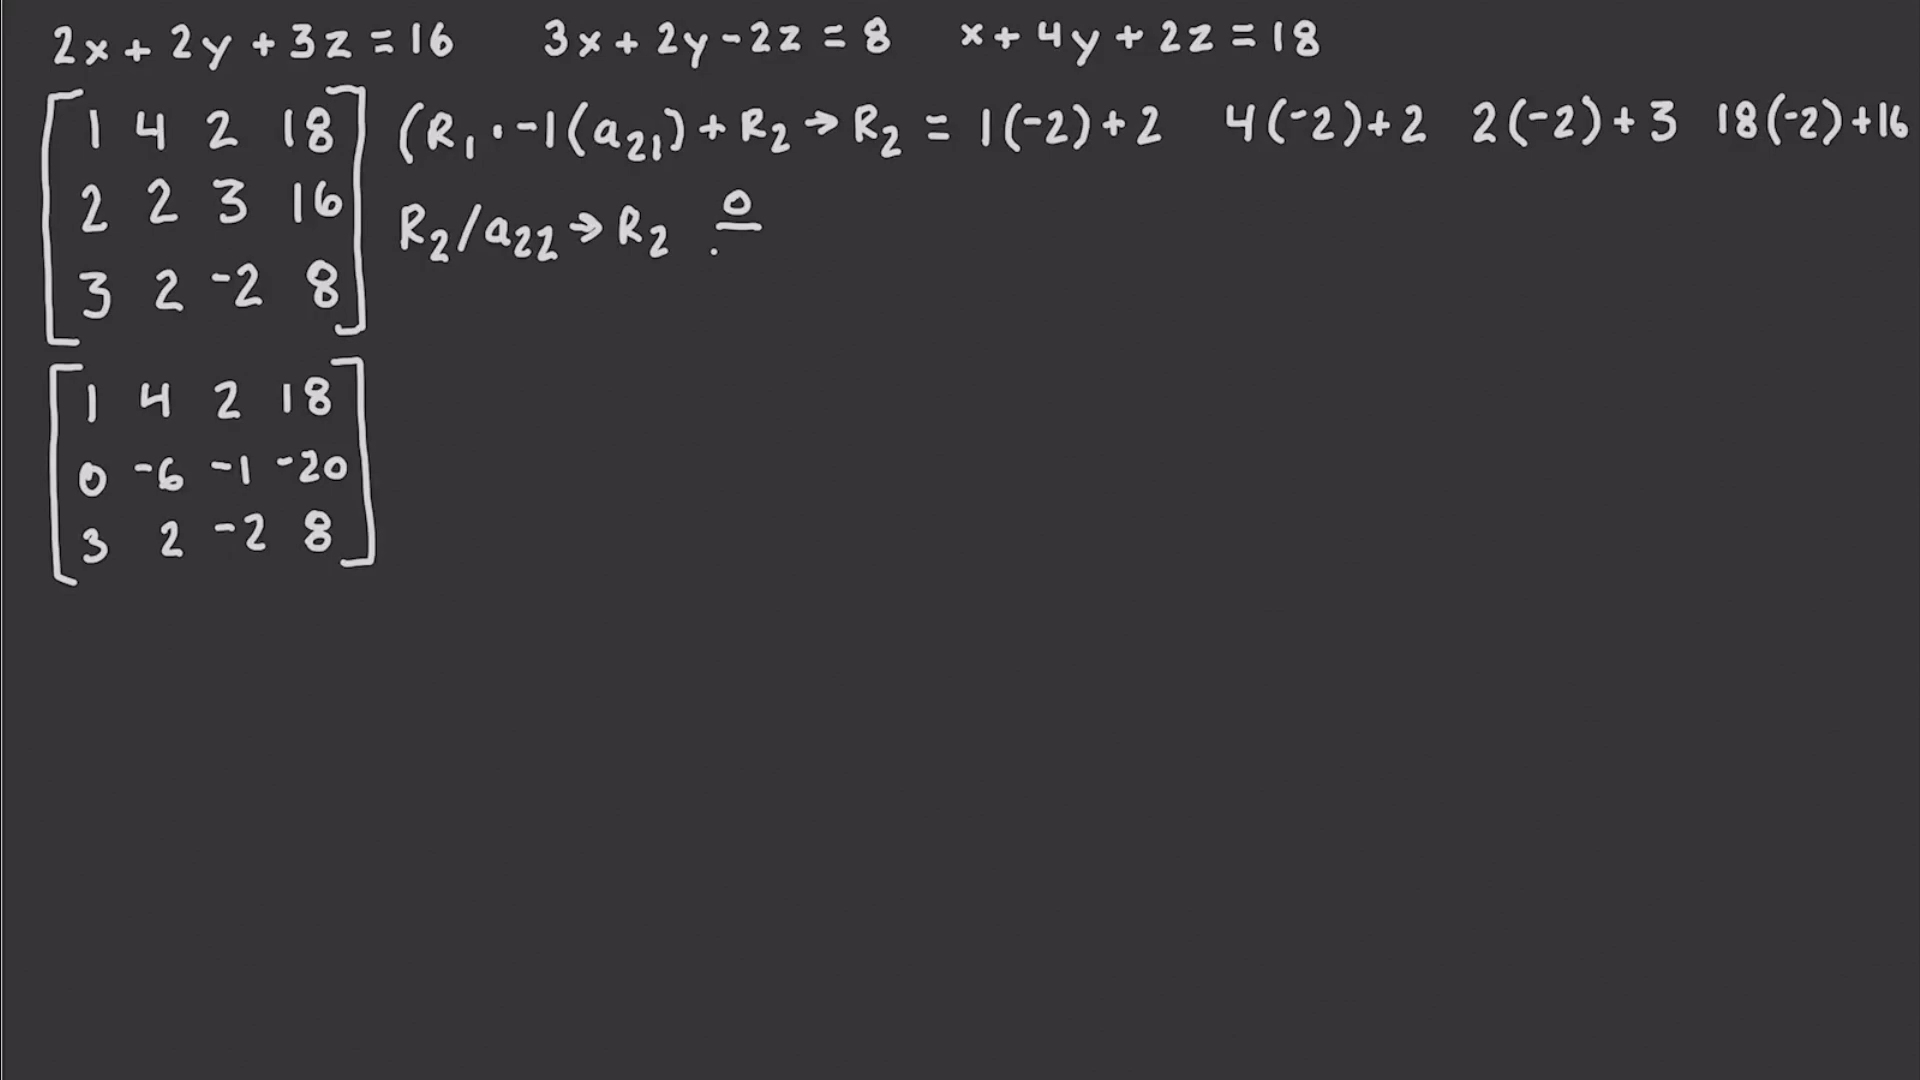 2x + 2y + 3z = 16 3x + 2y - 2z = 8 x + 4y + 2z = 18
1 4 2 18 (R₁ · -1(a₂₁) + R₂ → R₂ = 1(-2)+2 4(-2)+2 2(-2)+3 18(-2)+16
2 2 3 16 R₂/a₂₂ → R₂ 0
3 2 -2 8
1 4 2 18
0 -6 -1 -20
3 2 -2 8